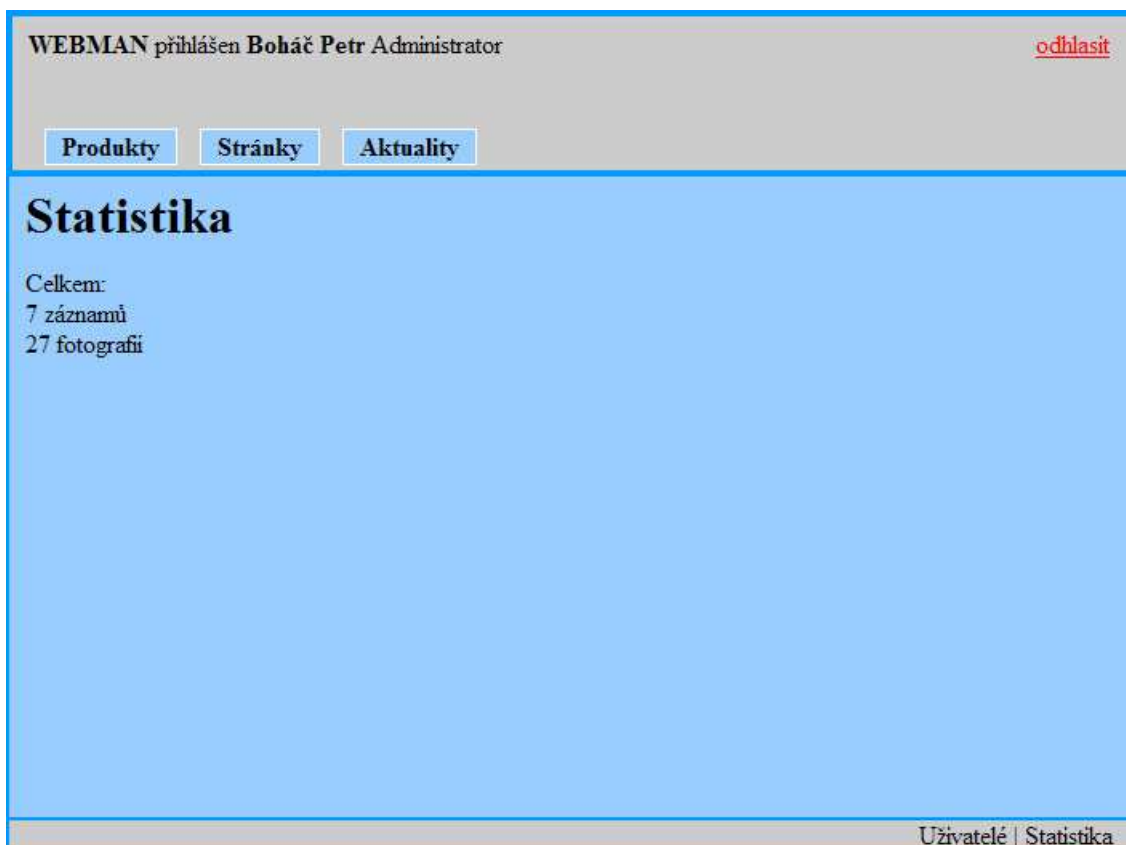 WEBMAN přihlášen Boháč Petr Administrator
odhlasit
Produkty Stránky Aktuality
Statistika
Celkem:
7 záznamů
27 fotografií
Uživatelé | Statistika